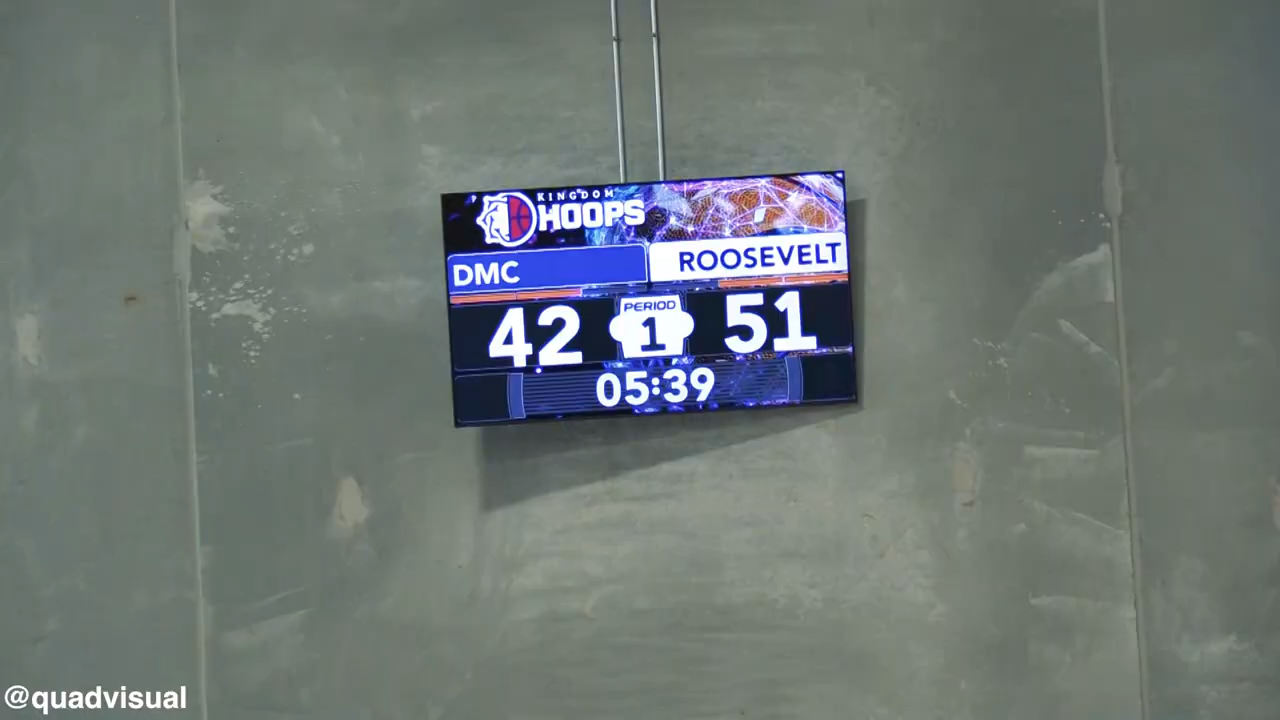 KINGDOM
HOOPS
DMC
ROOSEVELT
42
PERIOD
1
51
05:39
@quadvisual